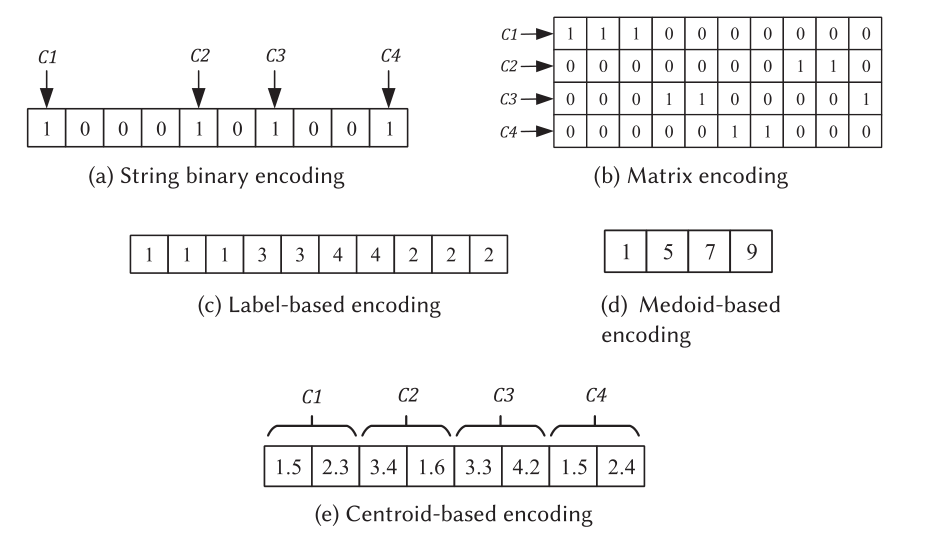 C1 C2 C3 C4
1 0 0 0 1 0 1 0 0 1
(a) String binary encoding
C1 1 1 1 0 0 0 0 0 0 0
C2 0 0 0 0 0 0 0 1 1 0
C3 0 0 0 1 1 0 0 0 0 1
C4 0 0 0 0 0 1 1 0 0 0
(b) Matrix encoding
1 1 1 3 3 4 4 2 2 2
(c) Label-based encoding
1 5 7 9
(d) Medoid-based
encoding
C1 C2 C3 C4
1.5 2.3 3.4 1.6 3.3 4.2 1.5 2.4
(e) Centroid-based encoding